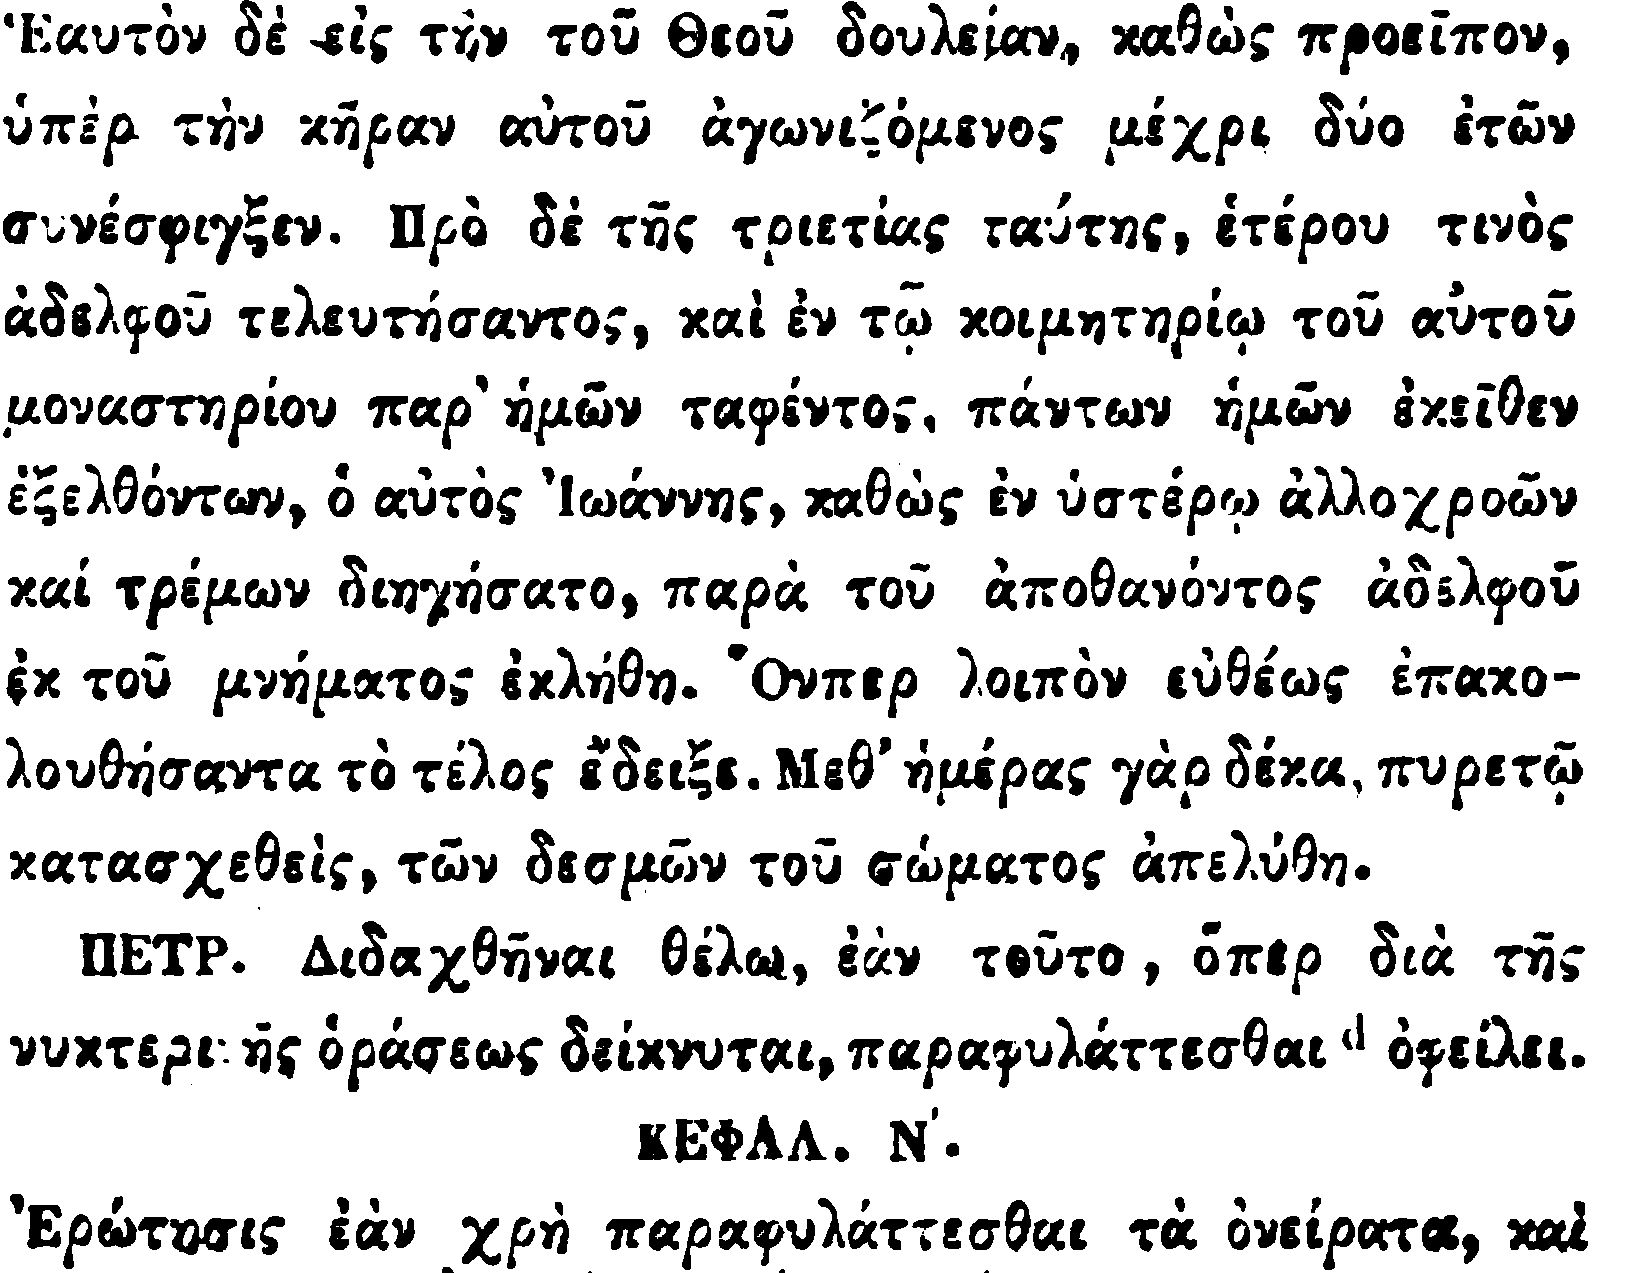 Ἑαυτὸν δὲ εἰς τὴν τοῦ Θεοῦ δουλείαν, καθὼς προεῖπον,
ὑπὲρ τὴν κῆραν αὐτοῦ ἀγωνιζόμενος μέχρι δύο ἐτῶν
συνέσφιγξεν. Πρὸ δὲ τῆς τριετίας ταύτης, ἑτέρου τινὸς
ἀδελφοῦ τελευτήσαντος, καὶ ἐν τῷ κοιμητηρίῳ τοῦ αὐτοῦ
μοναστηρίου παρ' ἡμῶν ταφέντος, πάντων ἡμῶν ἐκεῖθεν
ἐξελθόντων, ὁ αὐτὸς Ἰωάννης, καθὼς ἐν ὑστέρῳ ἀλλοχροῶν
καί τρέμων διηγήσατο, παρὰ τοῦ ἀποθανόντος ἀδελφοῦ
ἐκ τοῦ μνήματος ἐκλήθη. Ὅνπερ λοιπὸν εὐθέως ἐπακο-
λουθήσαντα τὸ τέλος ἔδειξε. Μεθ' ἡμέρας γὰρ δέκα, πυρετῷ
κατασχεθεὶς, τῶν δεσμῶν τοῦ σώματος ἀπελύθη.
ΠΕΤΡ. Διδαχθῆναι θέλω, ἐὰν τοῦτο, ὅπερ διὰ τῆς
νυκτερινῆς ὁράσεως δείκνυται, παραφυλάττεσθαι d ὀφείλει.
ΚΕΦΑΛ. Ν'.
Ἐρώτησις ἐὰν χρὴ παραφυλάττεσθαι τὰ ὀνείρατα, καὶ